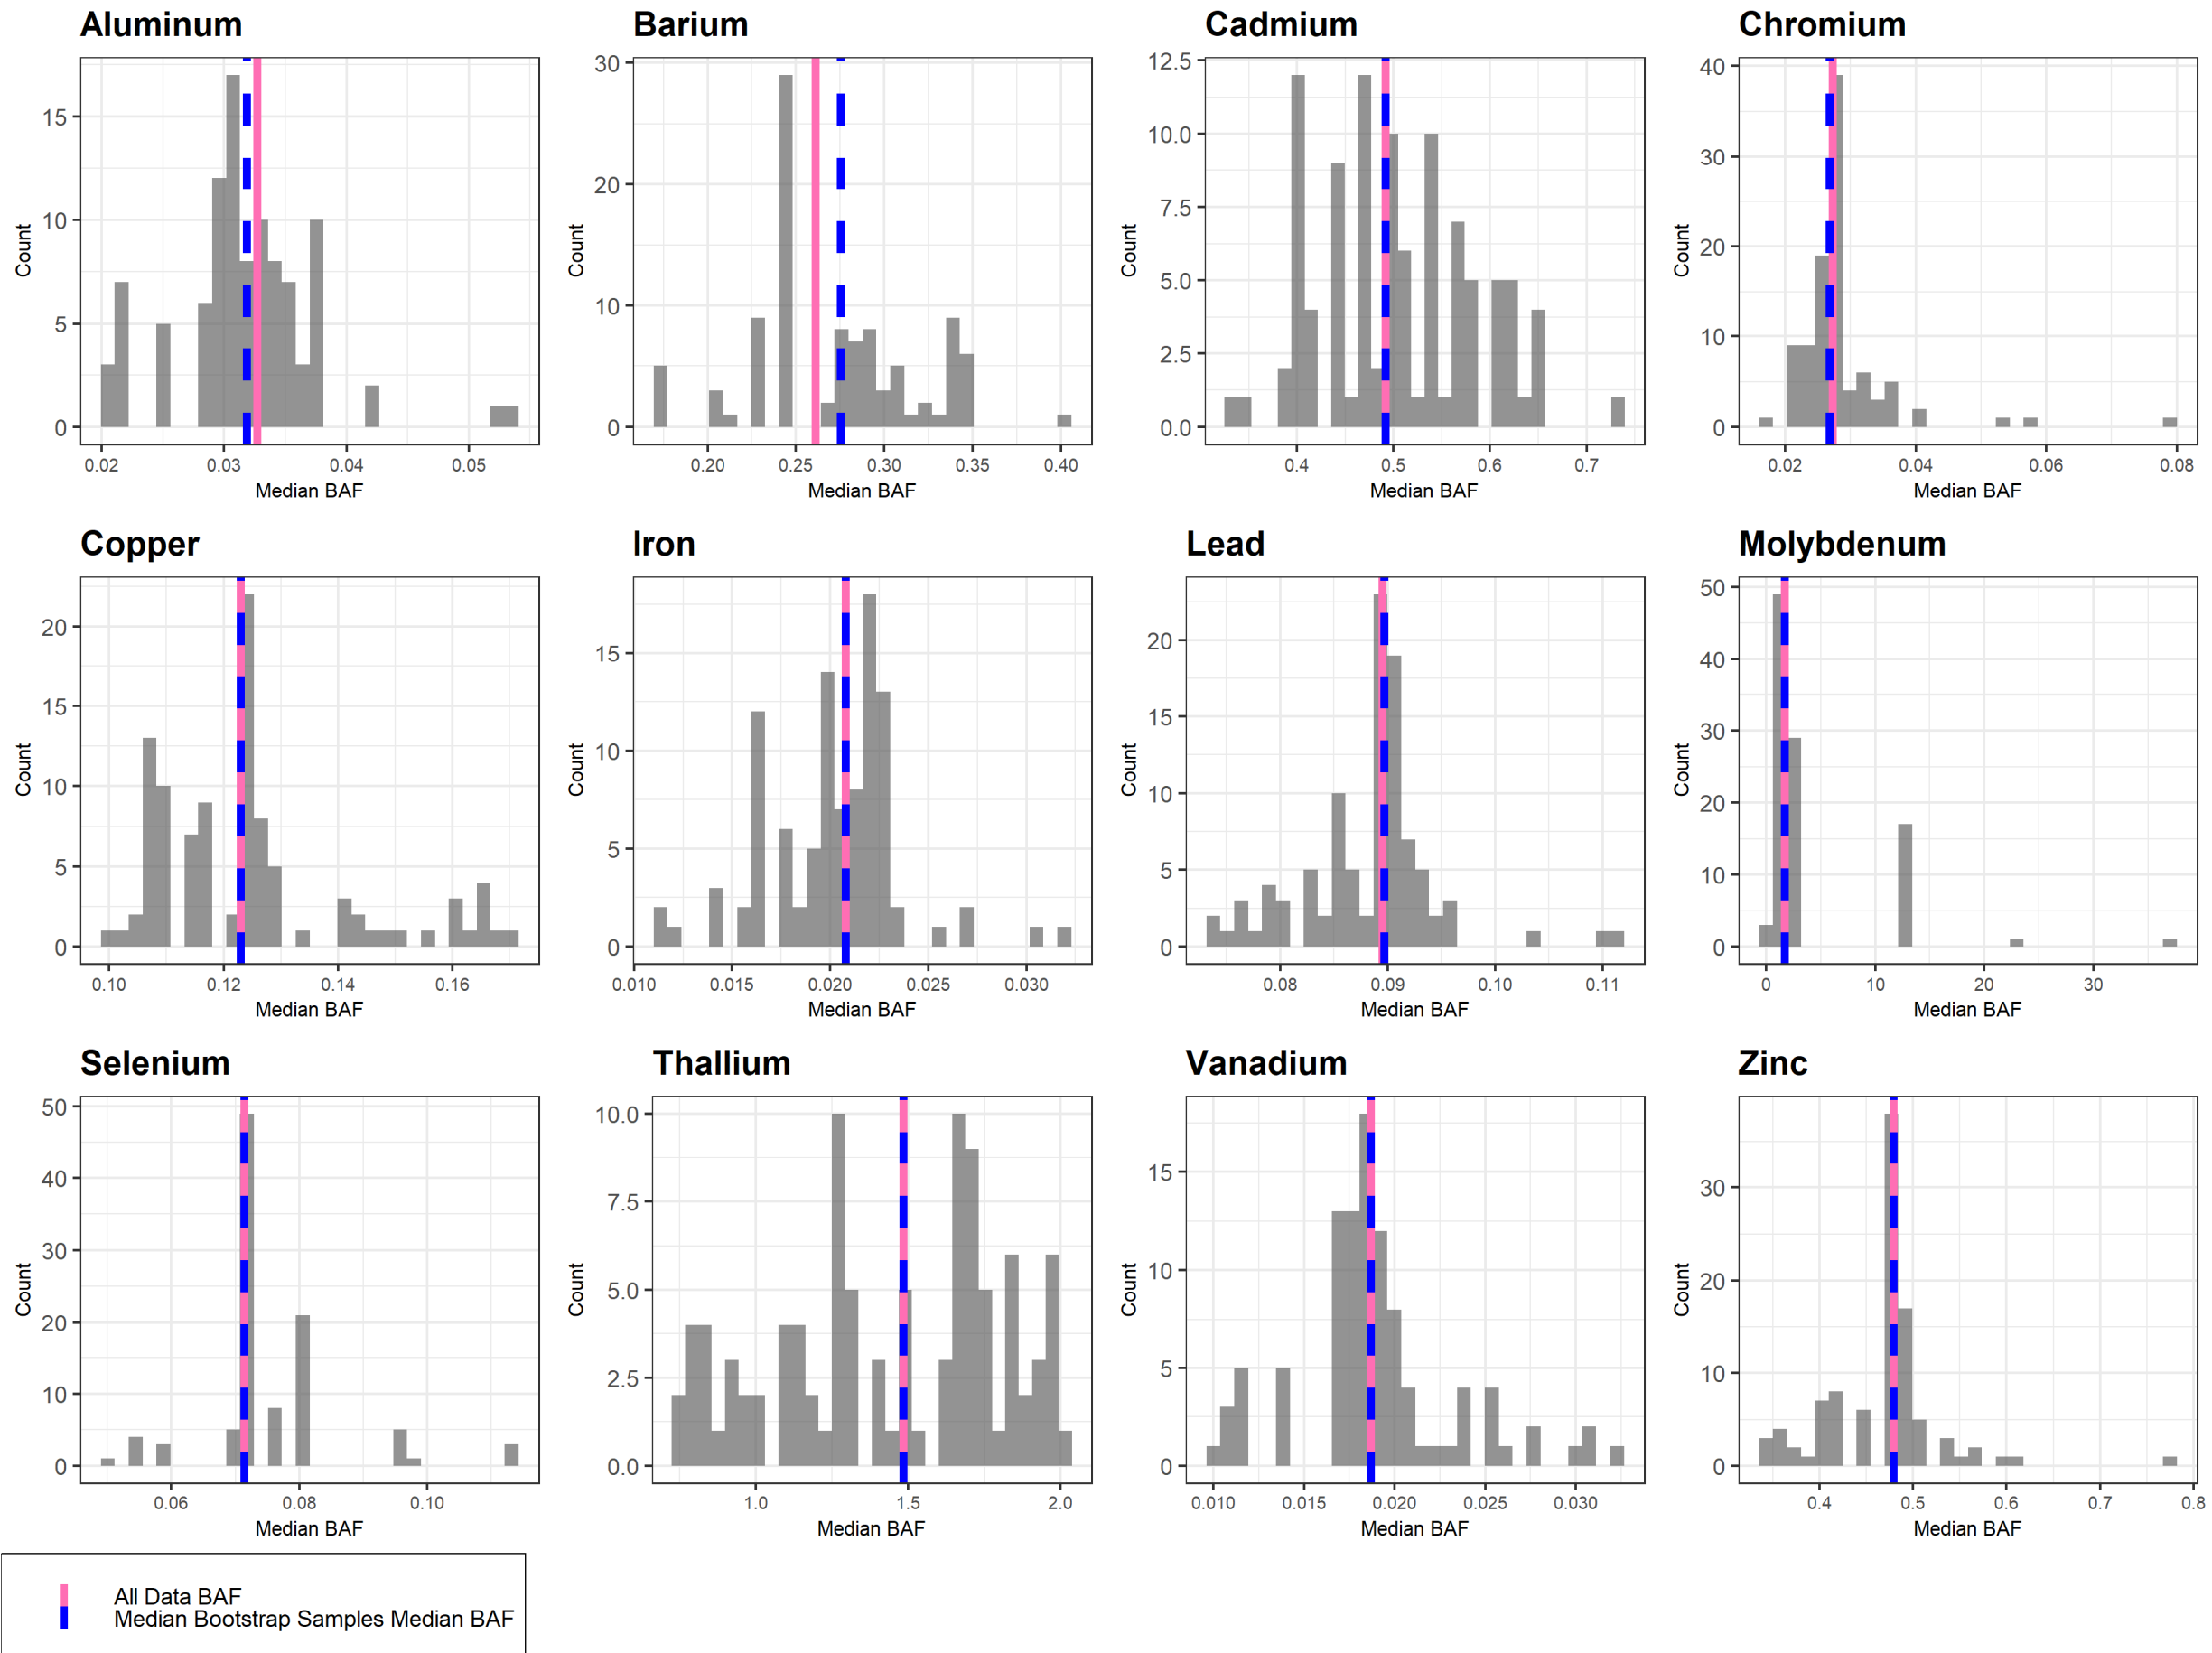 Aluminum
Barium
Cadmium
Chromium
15
10
5
0
Count
0.02 0.03 0.04 0.05
Median BAF
30
20
10
0
Count
0.20 0.25 0.30 0.35 0.40
Median BAF
12.5
10.0
7.5
5.0
2.5
0.0
Count
0.4 0.5 0.6 0.7
Median BAF
40
30
20
10
0
Count
0.02 0.04 0.06 0.08
Median BAF
Copper
Iron
Lead
Molybdenum
20
15
10
5
0
Count
0.10 0.12 0.14 0.16
Median BAF
15
10
5
0
Count
0.010 0.015 0.020 0.025 0.030
Median BAF
20
15
10
5
0
Count
0.08 0.09 0.10 0.11
Median BAF
50
40
30
20
10
0
Count
0 10 20 30
Median BAF
Selenium
Thallium
Vanadium
Zinc
50
40
30
20
10
0
Count
0.06 0.08 0.10
Median BAF
10.0
7.5
5.0
2.5
0.0
Count
1.0 1.5 2.0
Median BAF
15
10
5
0
Count
0.010 0.015 0.020 0.025 0.030
Median BAF
30
20
10
0
Count
0.4 0.5 0.6 0.7 0.8
Median BAF
All Data BAF
Median Bootstrap Samples Median BAF